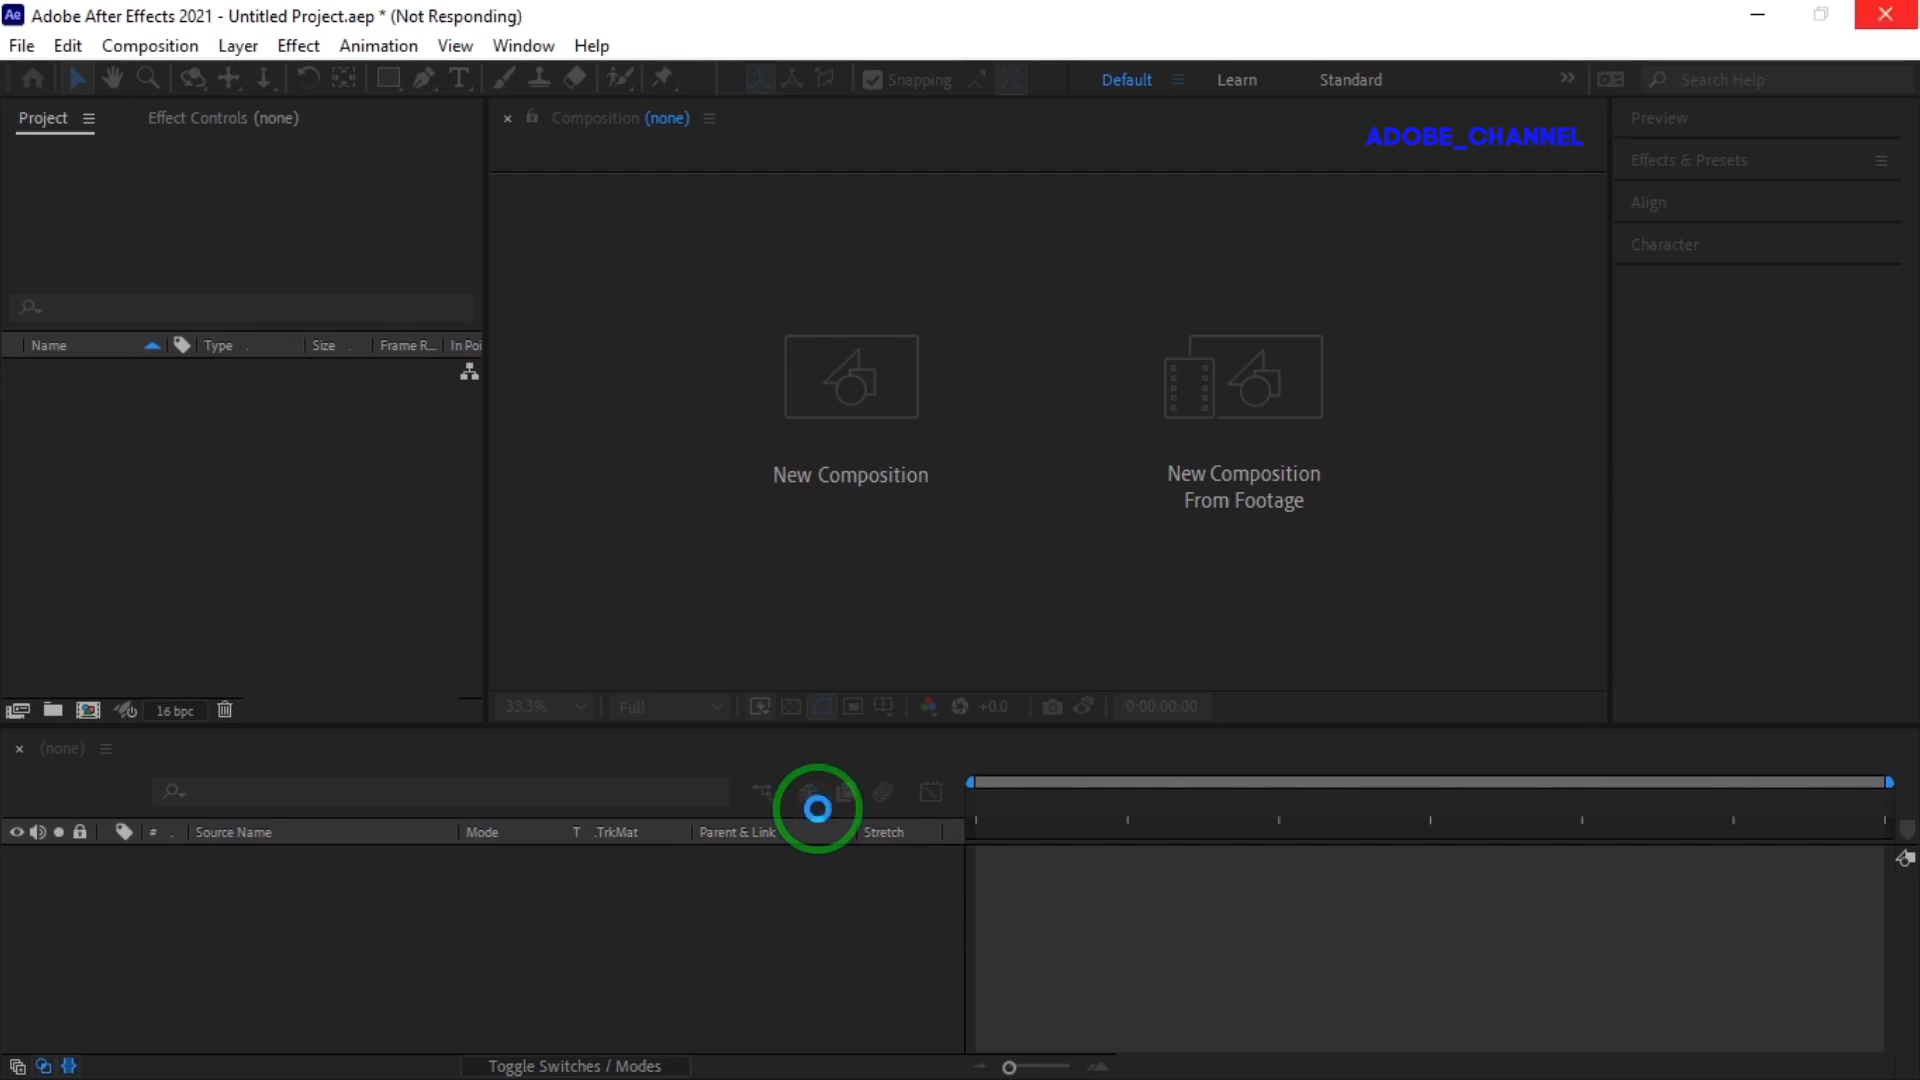 Ae Adobe After Effects 2021 - Untitled Project.aep * (Not Responding)
File Edit Composition Layer Effect Animation View Window Help
Snapping Default Learn Standard Search Help
Project Effect Controls (none) Composition (none) Preview
ADOBE_CHANNEL
Effects & Presets
Align
Character
Name Type Size Frame R... In Poi
New Composition
New Composition
From Footage
33.3% Full +0.0 0:00:00:00
16 bpc
(none)
# Source Name Mode T .TrkMat Parent & Link Stretch
Toggle Switches / Modes